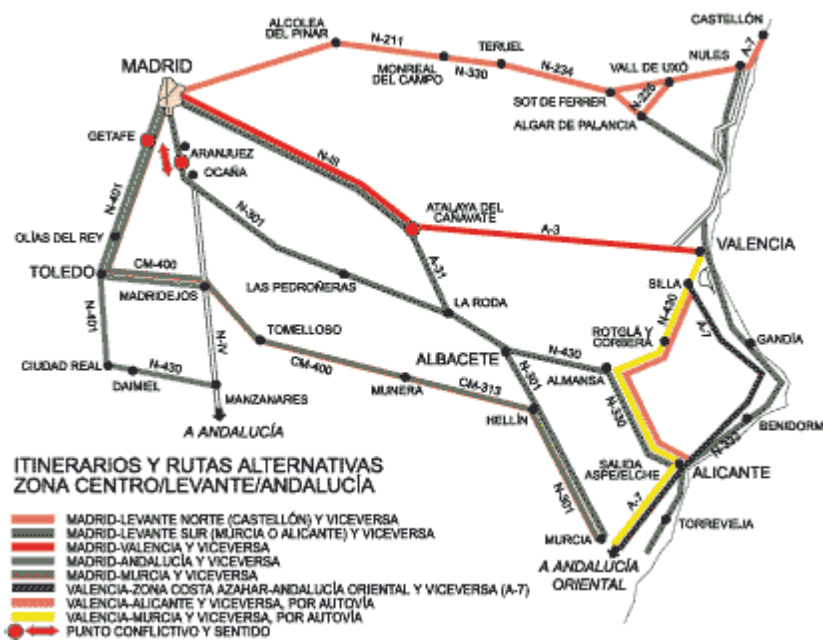 CASTELLÓN
ALCOLEA
DEL PINAR
N-211
TERUEL
A-7
NULES
MONREAL
DEL CAMPO
N-330
N-234
VALL DE UXÓ
MADRID
SOT DE FERRER
N-225
ALGAR DE PALANCIA
GETAFE
ARANJUEZ
OCAÑA
N-III
N-401
N-301
ATALAYA DEL
CAÑAVATE
A-3
VALENCIA
OLÍAS DEL REY
CM-400
A-31
SILLA
TOLEDO
MADRIDEJOS
LAS PEDROÑERAS
LA RODA
N-430
A-7
N-401
N-IV
TOMELLOSO
ROTGLÁ Y
CORBERÁ
GANDÍA
ALBACETE
N-430
CIUDAD REAL
N-430
DAIMIEL
CM-400
MUNERA
CM-313
N-301
ALMANSA
N-330
MANZANARES
HELLÍN
BENIDORM
N-332
A ANDALUCÍA
SALIDA
ASPE/ELCHE
ALICANTE
N-301
A-7
TORREVIEJA
MURCIA
A ANDALUCÍA
ORIENTAL
ITINERARIOS Y RUTAS ALTERNATIVAS
ZONA CENTRO/LEVANTE/ANDALUCÍA
MADRID-LEVANTE NORTE (CASTELLÓN) Y VICEVERSA
MADRID-LEVANTE SUR (MURCIA O ALICANTE) Y VICEVERSA
MADRID-VALENCIA Y VICEVERSA
MADRID-ANDALUCÍA Y VICEVERSA
MADRID-MURCIA Y VICEVERSA
VALENCIA-ZONA COSTA AZAHAR-ANDALUCÍA ORIENTAL Y VICEVERSA (A-7)
VALENCIA-ALICANTE Y VICEVERSA, POR AUTOVÍA
VALENCIA-MURCIA Y VICEVERSA, POR AUTOVÍA
PUNTO CONFLICTIVO Y SENTIDO